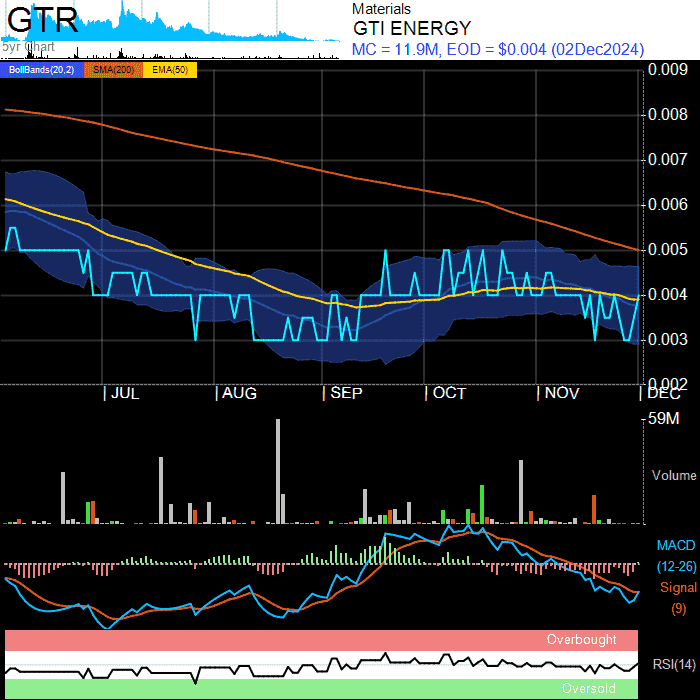 GTR
5yr Chart
Materials
GTI ENERGY
MC = 11.9M, EOD = $0.004 (02Dec2024)
BollBands(20,2) SMA(200) EMA(50)
0.009
0.008
0.007
0.006
0.005
0.004
0.003
0.002
JUL AUG SEP OCT NOV DEC
59M
Volume
MACD
(12-26)
Signal
(9)
Overbought
RSI(14)
Oversold